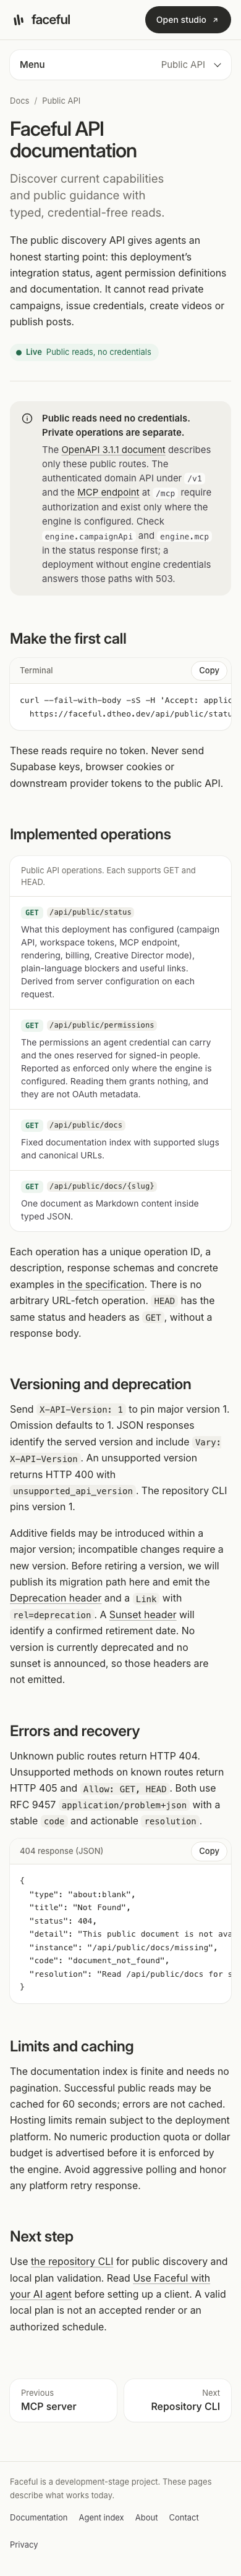 faceful
Open studio ↗
Menu
Public API
Docs / Public API
Faceful API
documentation
Discover current capabilities
and public guidance with
typed, credential-free reads.
The public discovery API gives agents an
honest starting point: this deployment’s
integration status, agent permission definitions
and documentation. It cannot read private
campaigns, issue credentials, create videos or
publish posts.
Live Public reads, no credentials
Public reads need no credentials.
Private operations are separate.
The OpenAPI 3.1.1 document describes
only these public routes. The
authenticated domain API under /v1
and the MCP endpoint at /mcp require
authorization and exist only where the
engine is configured. Check
engine.campaignApi and engine.mcp
in the status response first; a
deployment without engine credentials
answers those paths with 503.
Make the first call
Terminal
Copy
curl --fail-with-body -sS -H 'Accept: applic
https://faceful.dtheo.dev/api/public/statu
These reads require no token. Never send
Supabase keys, browser cookies or
downstream provider tokens to the public API.
Implemented operations
Public API operations. Each supports GET and
HEAD.
GET /api/public/status
What this deployment has configured (campaign
API, workspace tokens, MCP endpoint,
rendering, billing, Creative Director mode),
plain-language blockers and useful links.
Derived from server configuration on each
request.
GET /api/public/permissions
The permissions an agent credential can carry
and the ones reserved for signed-in people.
Reported as enforced only where the engine is
configured. Reading them grants nothing, and
they are not OAuth metadata.
GET /api/public/docs
Fixed documentation index with supported slugs
and canonical URLs.
GET /api/public/docs/{slug}
One document as Markdown content inside
typed JSON.
Each operation has a unique operation ID, a
description, response schemas and concrete
examples in the specification. There is no
arbitrary URL-fetch operation. HEAD has the
same status and headers as GET, without a
response body.
Versioning and deprecation
Send X-API-Version: 1 to pin major version 1.
Omission defaults to 1. JSON responses
identify the served version and include Vary:
X-API-Version. An unsupported version
returns HTTP 400 with
unsupported_api_version. The repository CLI
pins version 1.
Additive fields may be introduced within a
major version; incompatible changes require a
new version. Before retiring a version, we will
publish its migration path here and emit the
Deprecation header and a Link with
rel=deprecation. A Sunset header will
identify a confirmed retirement date. No
version is currently deprecated and no
sunset is announced, so those headers are
not emitted.
Errors and recovery
Unknown public routes return HTTP 404.
Unsupported methods on known routes return
HTTP 405 and Allow: GET, HEAD. Both use
RFC 9457 application/problem+json with a
stable code and actionable resolution.
404 response (JSON)
Copy
{
"type": "about:blank",
"title": "Not Found",
"status": 404,
"detail": "This public document is not ava
"instance": "/api/public/docs/missing",
"code": "document_not_found",
"resolution": "Read /api/public/docs for s
}
Limits and caching
The documentation index is finite and needs no
pagination. Successful public reads may be
cached for 60 seconds; errors are not cached.
Hosting limits remain subject to the deployment
platform. No numeric production quota or dollar
budget is advertised before it is enforced by
the engine. Avoid aggressive polling and honor
any platform retry response.
Next step
Use the repository CLI for public discovery and
local plan validation. Read Use Faceful with
your AI agent before setting up a client. A valid
local plan is not an accepted render or an
authorized schedule.
Previous
MCP server
Next
Repository CLI
Faceful is a development-stage project. These pages
describe what works today.
Documentation Agent index About Contact
Privacy